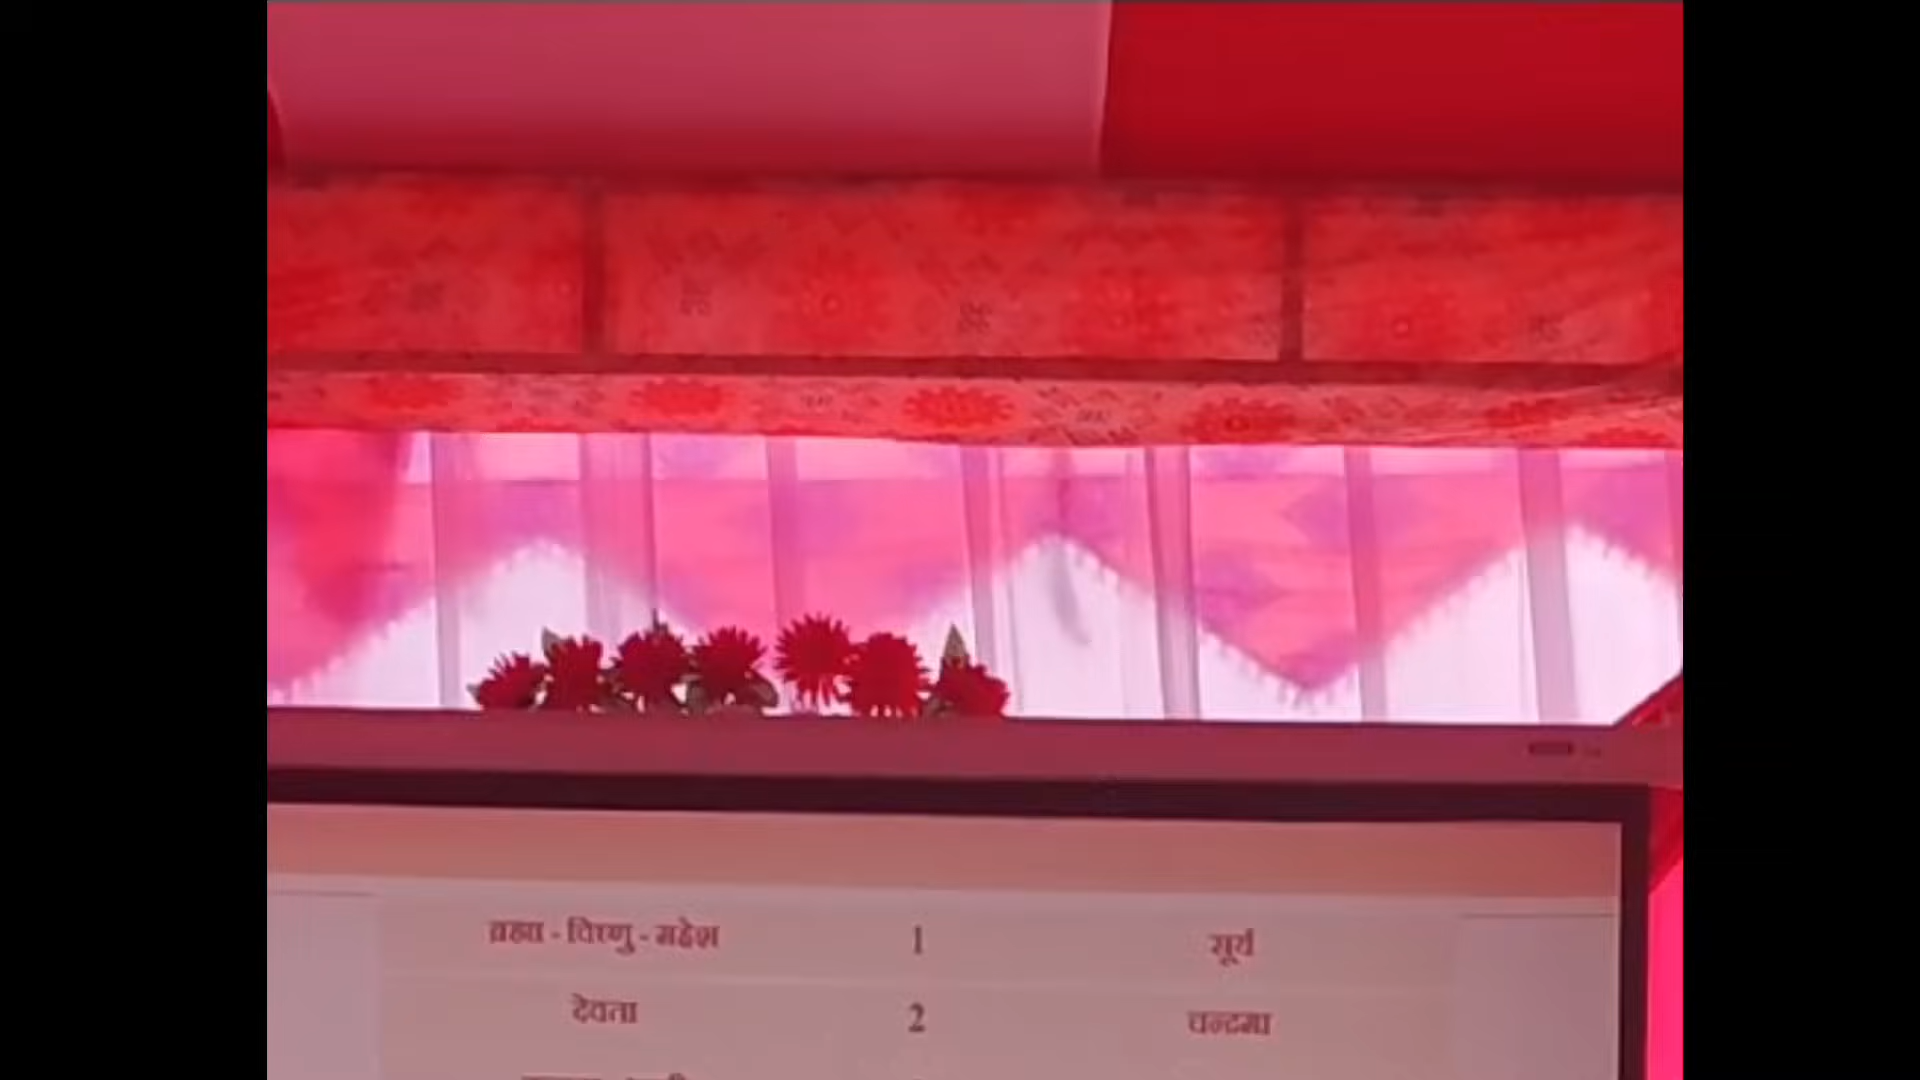 ब्रह्मा - विष्णु - महेश 1 सूर्य
देवता 2 चन्द्रमा